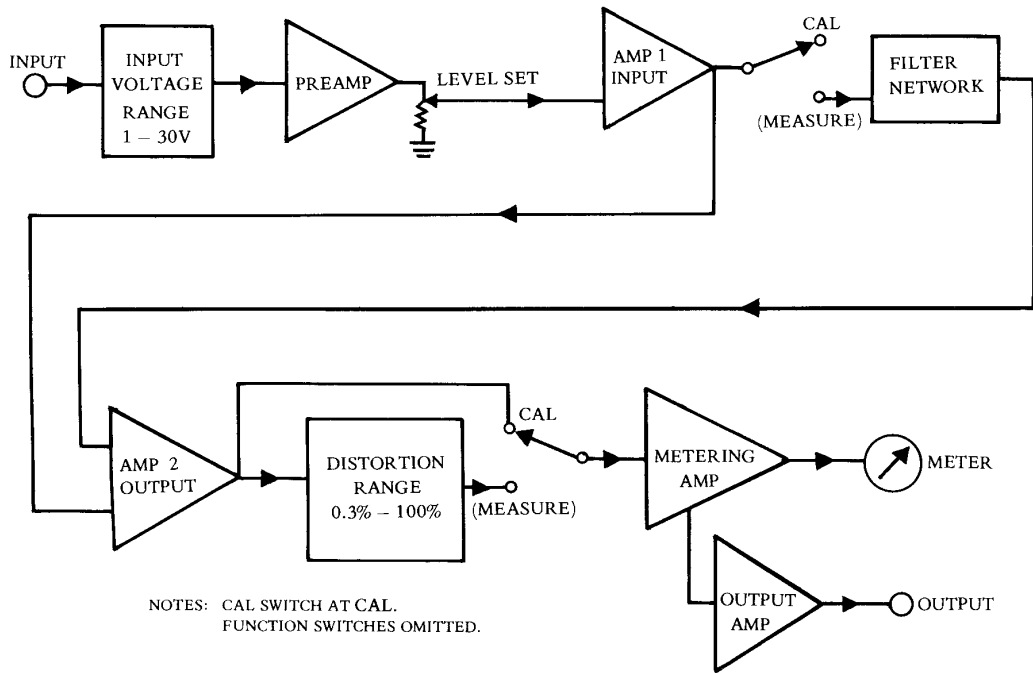 INPUT
INPUT
VOLTAGE
RANGE
1 – 30V
PREAMP
LEVEL SET
AMP 1
INPUT
CAL
(MEASURE)
FILTER
NETWORK
AMP 2
OUTPUT
DISTORTION
RANGE
0.3% – 100%
CAL
(MEASURE)
METERING
AMP
METER
OUTPUT
AMP
OUTPUT
NOTES: CAL SWITCH AT CAL.
FUNCTION SWITCHES OMITTED.